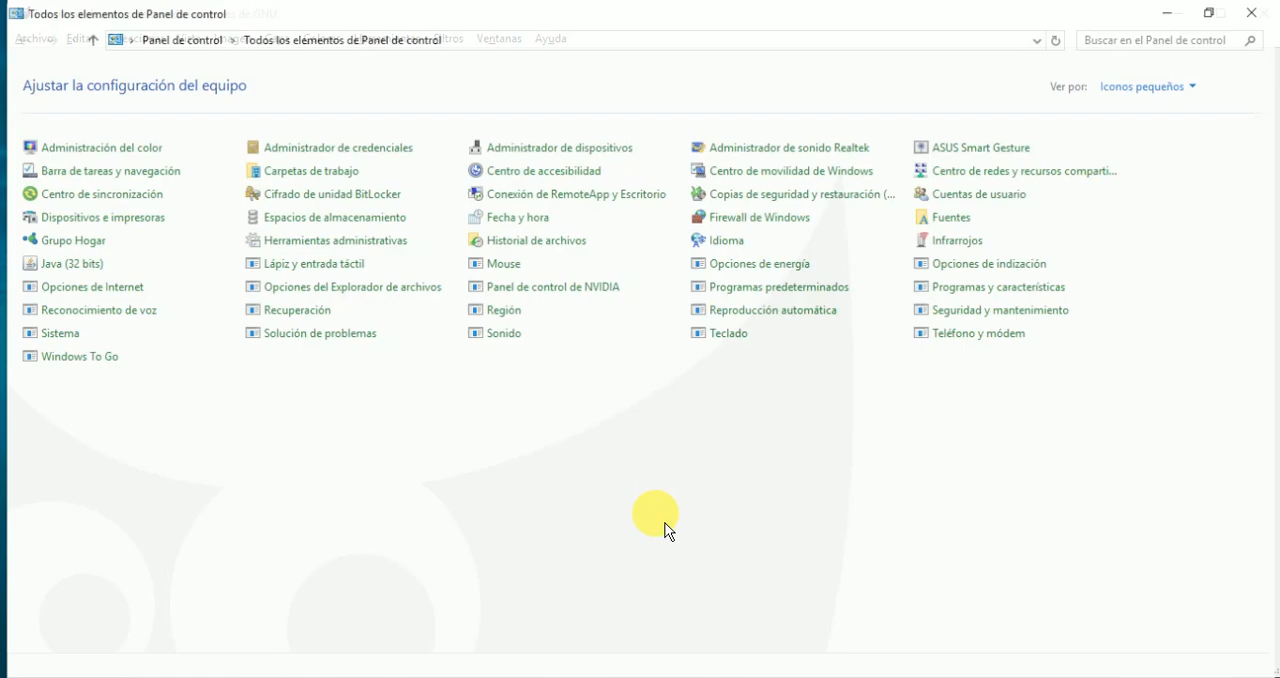 Todos los elementos de Panel de control de GNU
Archivo Edita Ventanas Ayuda
Panel de control > Todos los elementos de Panel de control
Buscar en el Panel de control
Ajustar la configuración del equipo
Ver por: Iconos pequeños
Administración del color Administrador de credenciales Administrador de dispositivos Administrador de sonido Realtek ASUS Smart Gesture
Barra de tareas y navegación Carpetas de trabajo Centro de accesibilidad Centro de movilidad de Windows Centro de redes y recursos comparti...
Centro de sincronización Cifrado de unidad BitLocker Conexión de RemoteApp y Escritorio Copias de seguridad y restauración (... Cuentas de usuario
Dispositivos e impresoras Espacios de almacenamiento Fecha y hora Firewall de Windows Fuentes
Grupo Hogar Herramientas administrativas Historial de archivos Idioma Infrarrojos
Java (32 bits) Lápiz y entrada táctil Mouse Opciones de energía Opciones de indización
Opciones de Internet Opciones del Explorador de archivos Panel de control de NVIDIA Programas predeterminados Programas y características
Reconocimiento de voz Recuperación Región Reproducción automática Seguridad y mantenimiento
Sistema Solución de problemas Sonido Teclado Teléfono y módem
Windows To Go